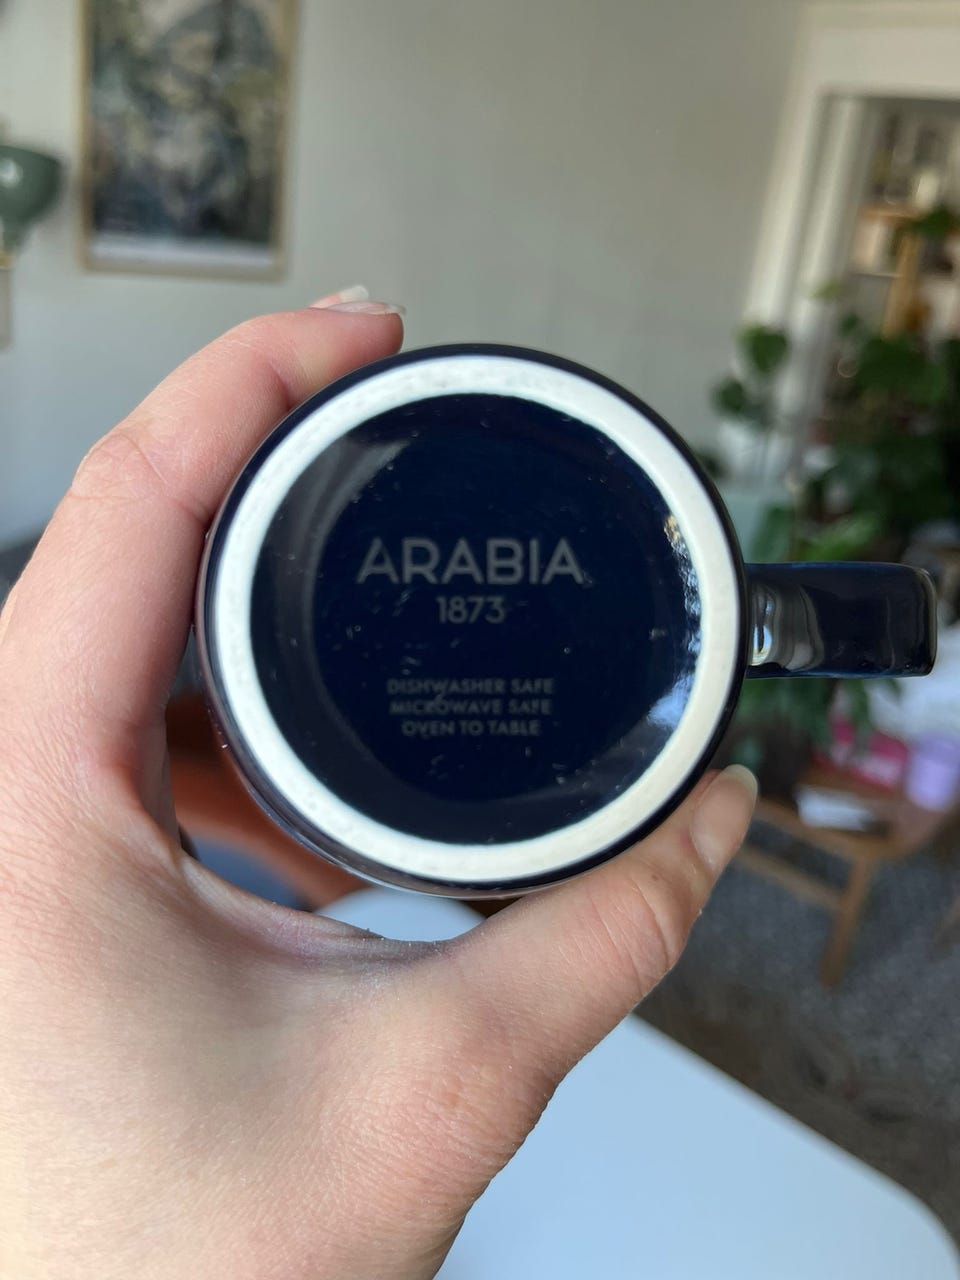 ARABIA
1873
DISHWASHER SAFE
MICROWAVE SAFE
OVEN TO TABLE